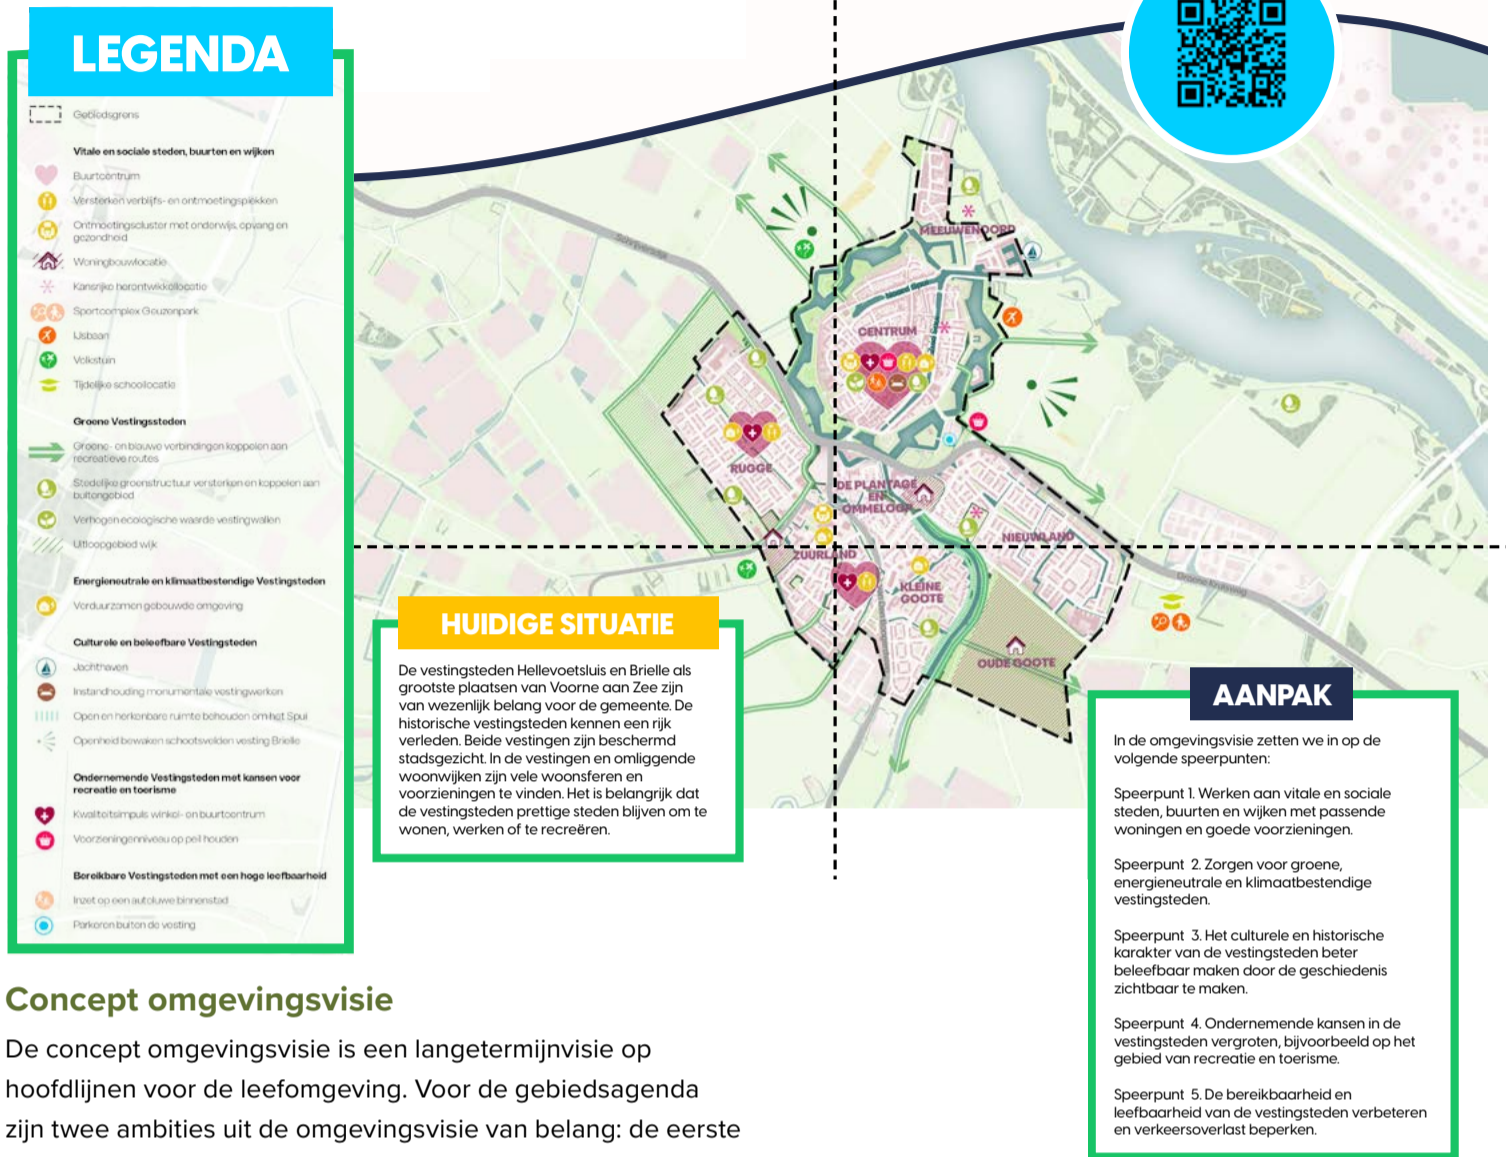 LEGENDA
Gebiedsgrens
Vitale en sociale steden, buurten en wijken
Buurtcentrum
Versterken verblijfs- en ontmoetingsplekken
Ontmoetingscluster met onderwijs, opvang en
gezondheid
Woningbouwlocatie
Kansrijke herontwikkellocatie
Sportcomplex Geuzenpark
IJsbaan
Volkstuin
Tijdelijke schoollocatie
Groene Vestingssteden
Groene- en blauwe verbindingen koppelen aan
recreatieve routes
Stedelijke groenstructuur versterken en koppelen aan
buitengebied
Verhogen ecologische waarde vestingwallen
Uitloopgebied wijk
Energieneutrale en klimaatbestendige Vestingsteden
Verduurzamen gebouwde omgeving
Culturele en beleefbare Vestingsteden
Jachthaven
Instandhouding monumentale vestingwerken
Open en herkenbare ruimte behouden om het Spui
Openheid bewaken schootsvelden vesting Brielle
Ondernemende Vestingsteden met kansen voor
recreatie en toerisme
Kwaliteitsimpuls winkel- en buurtcentrum
Voorzieningenniveau op peil houden
Bereikbare Vestingsteden met een hoge leefbaarheid
Inzet op een autoluwe binnenstad
Parkeren buiten de vesting
MEEUWENOORD
CENTRUM
RUGGE
DE PLANTAGE
EN
OMMELOOP
NIEUWLAND
ZUURLAND
KLEINE
GOOTE
OUDE GOOTE
Groene Kruisweg
HUIDIGE SITUATIE
De vestingsteden Hellevoetsluis en Brielle als
grootste plaatsen van Voorne aan Zee zijn
van wezenlijk belang voor de gemeente. De
historische vestingsteden kennen een rijk
verleden. Beide vestingen zijn beschermd
stadsgezicht. In de vestingen en omliggende
woonwijken zijn vele woonsferen en
voorzieningen te vinden. Het is belangrijk dat
de vestingsteden prettige steden blijven om te
wonen, werken of te recreëren.
AANPAK
In de omgevingsvisie zetten we in op de
volgende speerpunten:
Speerpunt 1. Werken aan vitale en sociale
steden, buurten en wijken met passende
woningen en goede voorzieningen.
Speerpunt 2. Zorgen voor groene,
energieneutrale en klimaatbestendige
vestingsteden.
Speerpunt 3. Het culturele en historische
karakter van de vestingsteden beter
beleefbaar maken door de geschiedenis
zichtbaar te maken.
Speerpunt 4. Ondernemende kansen in de
vestingsteden vergroten, bijvoorbeeld op het
gebied van recreatie en toerisme.
Speerpunt 5. De bereikbaarheid en
leefbaarheid van de vestingsteden verbeteren
en verkeersoverlast beperken.
Concept omgevingsvisie
De concept omgevingsvisie is een langetermijnvisie op
hoofdlijnen voor de leefomgeving. Voor de gebiedsagenda
zijn twee ambities uit de omgevingsvisie van belang: de eerste